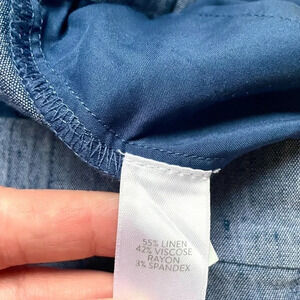 55% LINEN
42% VISCOSE
RAYON
3% SPANDEX